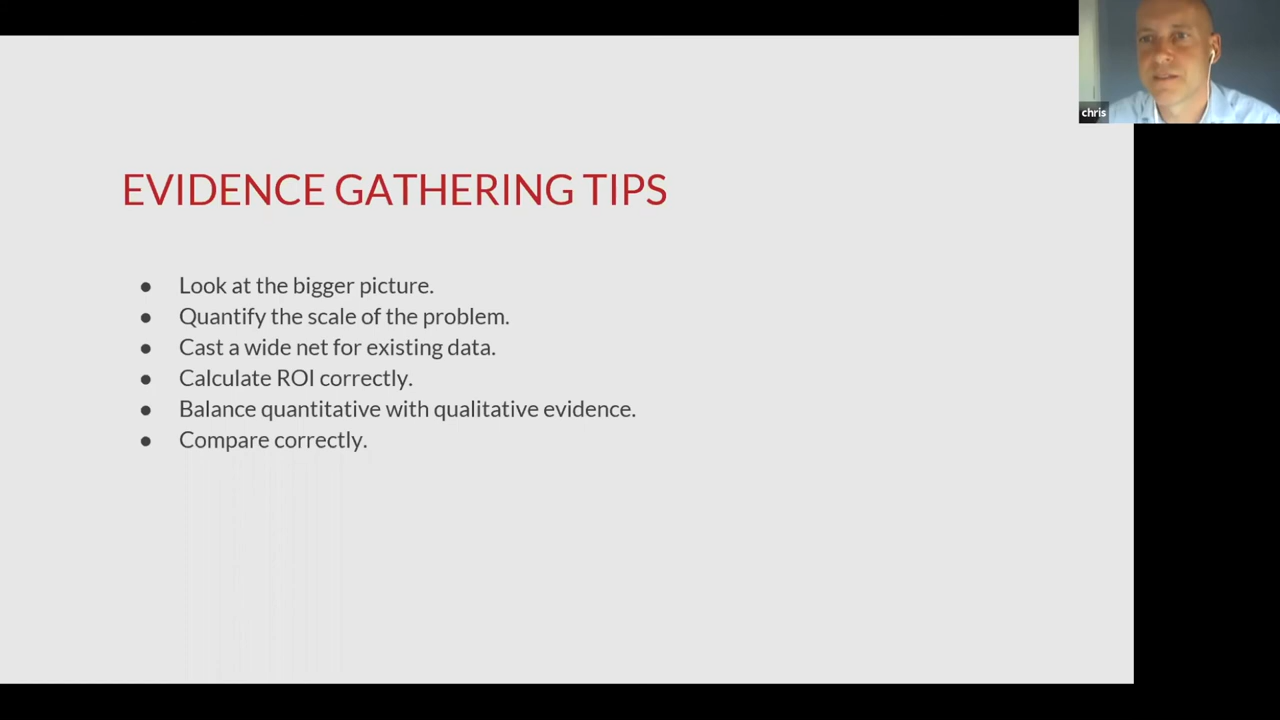 EVIDENCE GATHERING TIPS
● Look at the bigger picture.
● Quantify the scale of the problem.
● Cast a wide net for existing data.
● Calculate ROI correctly.
● Balance quantitative with qualitative evidence.
● Compare correctly.
chris